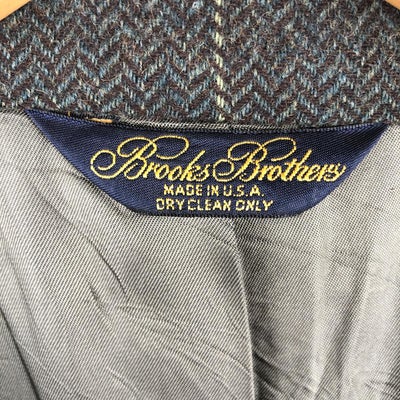 Brooks Brothers
MADE IN U.S.A.
DRY CLEAN ONLY